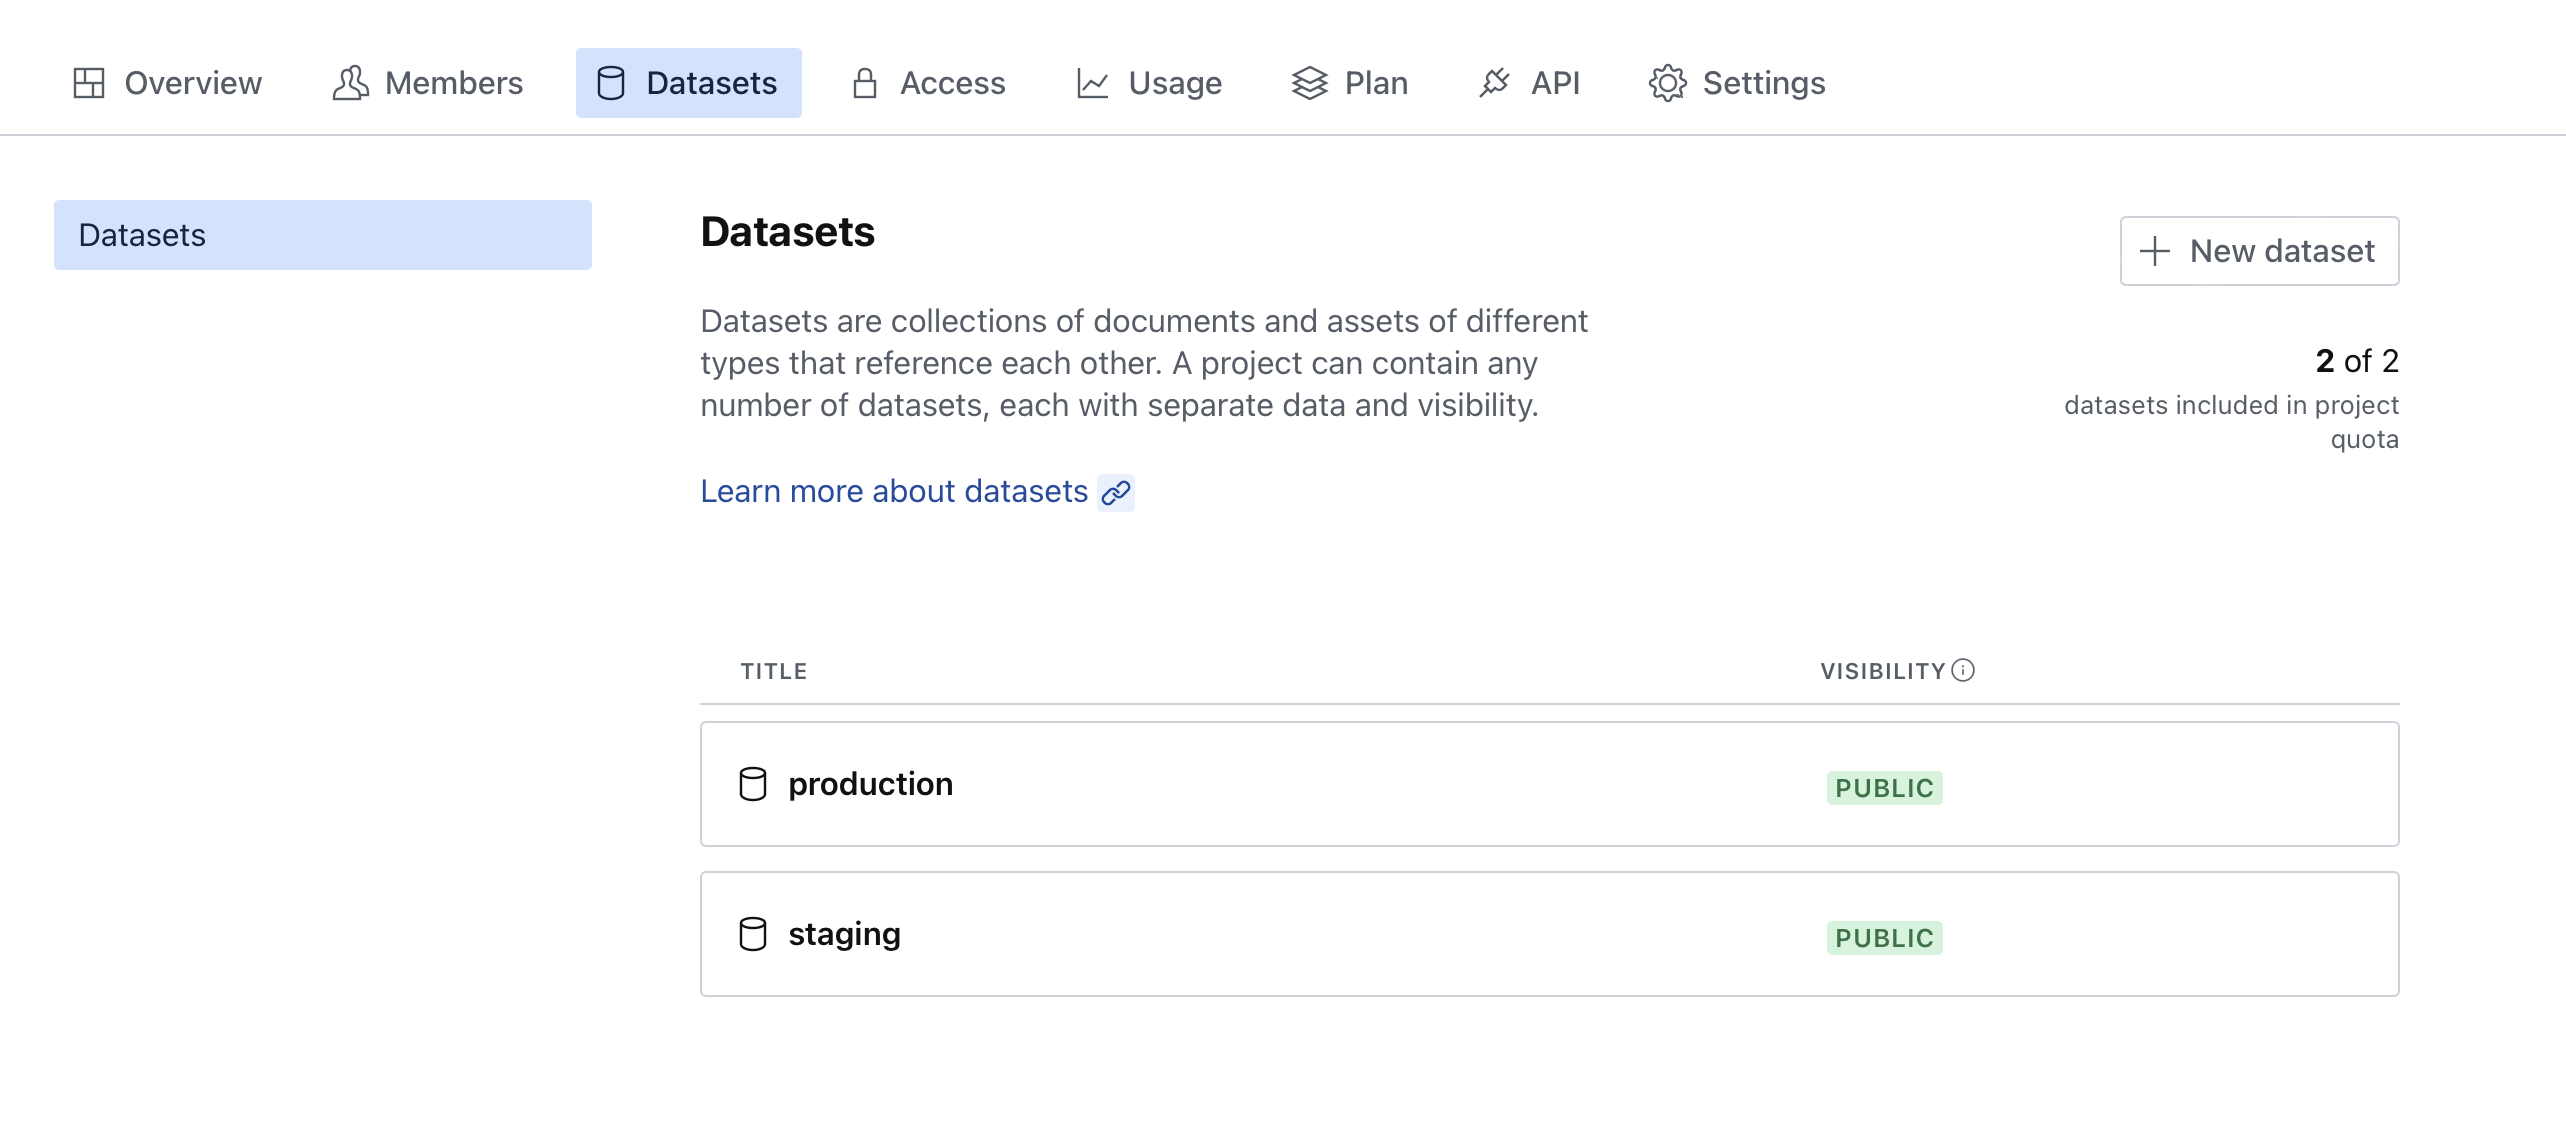 Overview Members Datasets Access Usage Plan API Settings
Datasets
Datasets
New dataset
Datasets are collections of documents and assets of different
types that reference each other. A project can contain any
number of datasets, each with separate data and visibility.
2 of 2
datasets included in project
quota
Learn more about datasets
TITLE VISIBILITY
production PUBLIC
staging PUBLIC